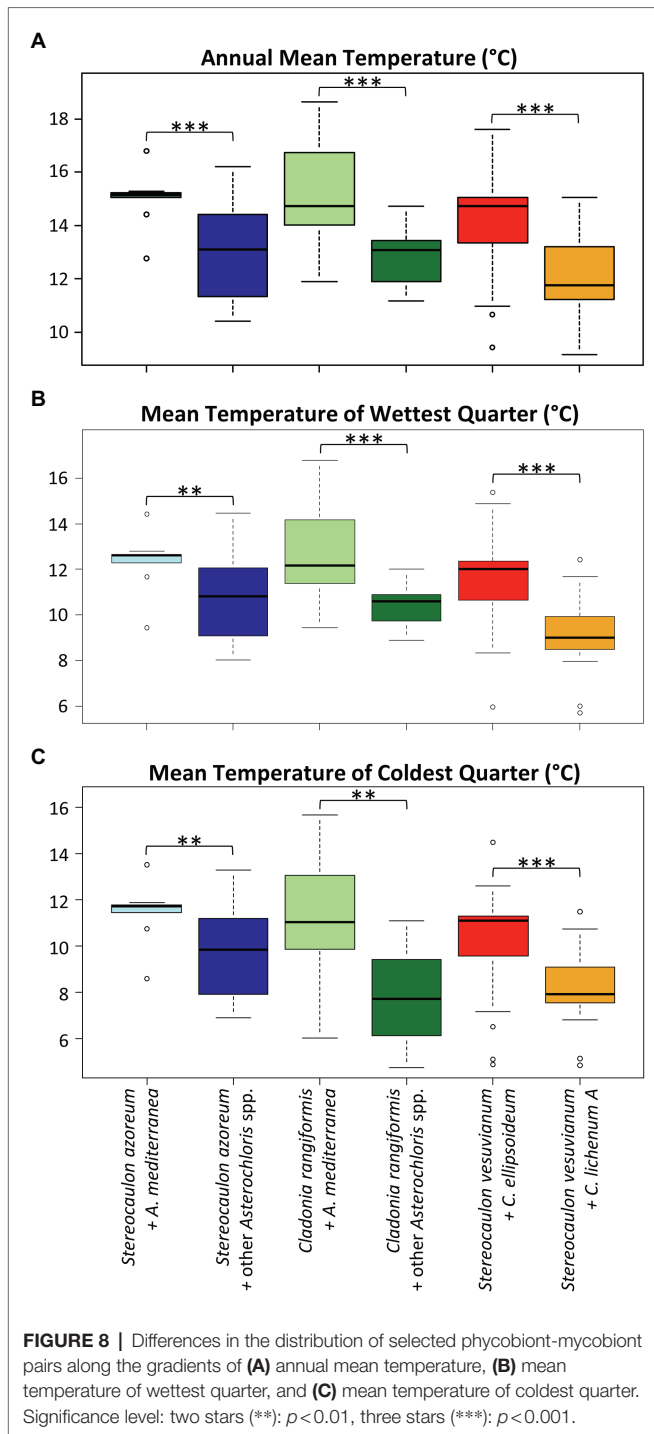 A
Annual Mean Temperature (°C)
***
***
***
18
16
14
12
10
B
Mean Temperature of Wettest Quarter (°C)
**
***
***
16
14
12
10
8
6
C
Mean Temperature of Coldest Quarter (°C)
**
**
***
16
14
12
10
8
6
Stereocaulon azoreum
+ A. mediterranea
Stereocaulon azoreum
+ other Asterochloris spp.
Cladonia rangiformis
+ A. mediterranea
Cladonia rangiformis
+ other Asterochloris spp.
Stereocaulon vesuvianum
+ C. ellipsoideum
Stereocaulon vesuvianum
+ C. lichenum A
FIGURE 8 | Differences in the distribution of selected phycobiont-mycobiont
pairs along the gradients of (A) annual mean temperature, (B) mean
temperature of wettest quarter, and (C) mean temperature of coldest quarter.
Significance level: two stars (**): p<0.01, three stars (***): p<0.001.